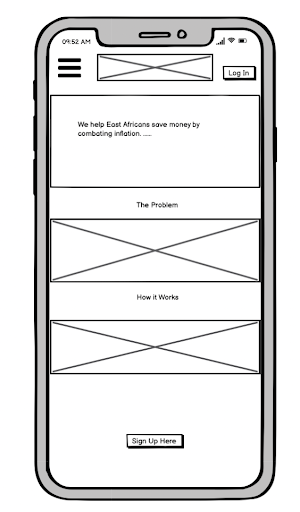 09:52 AM
Log In
We help East Africans save money by
combating inflation. .....
The Problem
How it Works
Sign Up Here